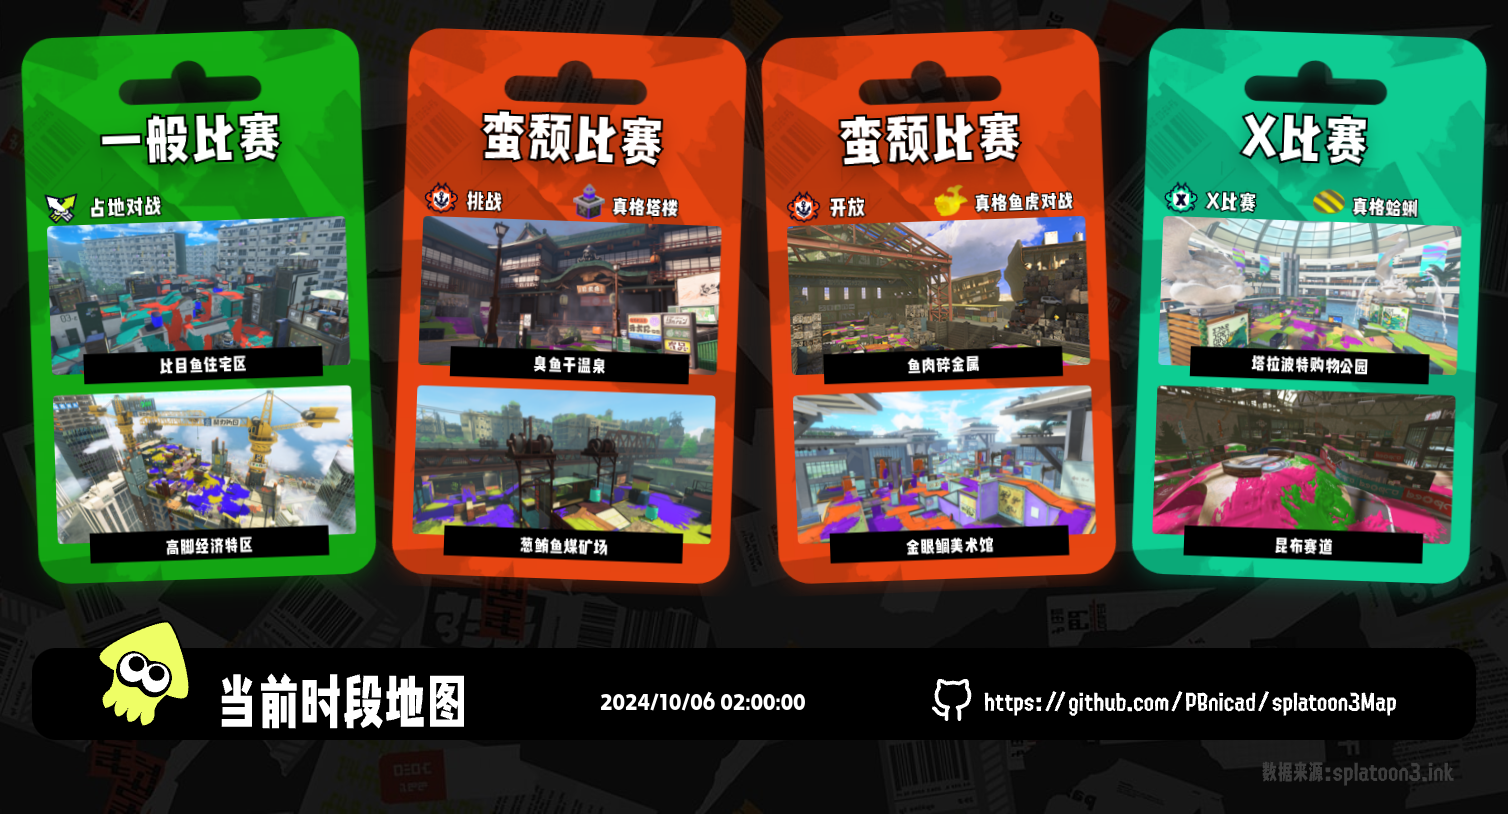 一般比赛
占地对战
比目鱼住宅区
高脚经济特区
蛮颓比赛
挑战
真格塔楼
臭鱼干温泉
葱鲔鱼煤矿场
蛮颓比赛
开放
真格鱼虎对战
鱼肉碎金属
金眼鲷美术馆
X比赛
X比赛
真格蛤蜊
塔拉波特购物公园
昆布赛道
当前时段地图
2024/10/06 02:00:00
https://github.com/PBnicad/splatoon3Map
数据来源:splatoon3.ink